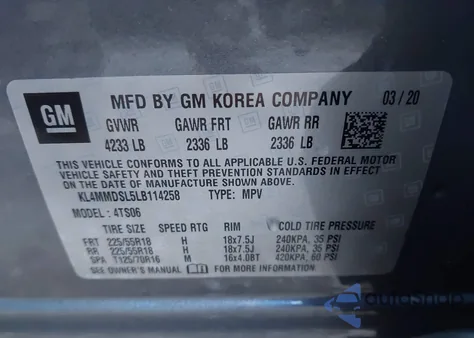 GM
MFD BY GM KOREA COMPANY 03/20
GVWR GAWR FRT GAWR RR
4233 LB 2336 LB 2336 LB
THIS VEHICLE CONFORMS TO ALL APPLICABLE U.S. FEDERAL MOTOR
VEHICLE SAFETY AND THEFT PREVENTION STANDARDS IN EFFECT ON
THE DATE OF MANUFACTURE SHOWN ABOVE.
KL4MMDSL5LB114258 TYPE: MPV
MODEL: 4TS06
TIRE SIZE SPEED RTG RIM COLD TIRE PRESSURE
FRT 225/55R18 H 18x7.5J 240KPA, 35 PSI
RR 225/55R18 H 18x7.5J 240KPA, 35 PSI
SPA T125/70R16 M 16x4.0BT 420KPA, 60 PSI
SEE OWNER'S MANUAL FOR MORE INFORMATION